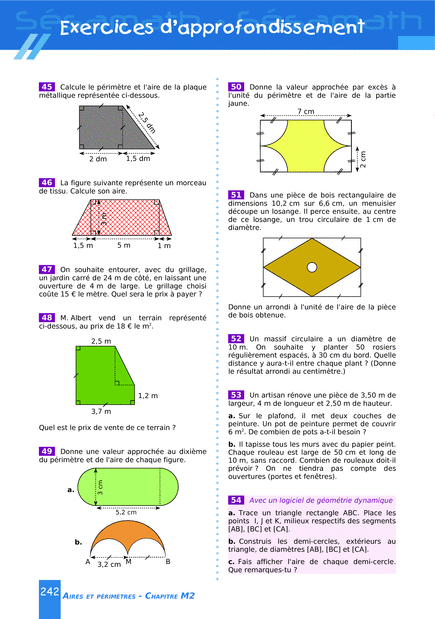 Exercices d'approfondissement
45 Calcule le périmètre et l'aire de la plaque
métallique représentée ci-dessous.
2,5 dm
2 dm
1,5 dm
46 La figure suivante représente un morceau
de tissu. Calcule son aire.
3 m
1,5 m
5 m
1 m
47 On souhaite entourer, avec du grillage,
un jardin carré de 24 m de côté, en laissant une
ouverture de 4 m de large. Le grillage choisi
coûte 15 € le mètre. Quel sera le prix à payer ?
48 M. Albert vend un terrain représenté
ci-dessous, au prix de 18 € le m².
2,5 m
1,2 m
3,7 m
Quel est le prix de vente de ce terrain ?
49 Donne une valeur approchée au dixième
du périmètre et de l'aire de chaque figure.
a.
3 cm
5,2 cm
b.
A
3,2 cm
M
B
50 Donne la valeur approchée par excès à
l'unité du périmètre et de l'aire de la partie
jaune.
7 cm
2 cm
51 Dans une pièce de bois rectangulaire de
dimensions 10,2 cm sur 6,6 cm, un menuisier
découpe un losange. Il perce ensuite, au centre
de ce losange, un trou circulaire de 1 cm de
diamètre.
Donne un arrondi à l'unité de l'aire de la pièce
de bois obtenue.
52 Un massif circulaire a un diamètre de
10 m. On souhaite y planter 50 rosiers
régulièrement espacés, à 30 cm du bord. Quelle
distance y aura-t-il entre chaque plant ? (Donne
le résultat arrondi au centimètre.)
53 Un artisan rénove une pièce de 3,50 m de
largeur, 4 m de longueur et 2,50 m de hauteur.
a. Sur le plafond, il met deux couches de
peinture. Un pot de peinture permet de couvrir
6 m². De combien de pots a-t-il besoin ?
b. Il tapisse tous les murs avec du papier peint.
Chaque rouleau est large de 50 cm et long de
10 m, sans raccord. Combien de rouleaux doit-il
prévoir ? On ne tiendra pas compte des
ouvertures (portes et fenêtres).
54 Avec un logiciel de géométrie dynamique
a. Trace un triangle rectangle ABC. Place les
points I, J et K, milieux respectifs des segments
[AB], [BC] et [CA].
b. Construis les demi-cercles, extérieurs au
triangle, de diamètres [AB], [BC] et [CA].
c. Fais afficher l'aire de chaque demi-cercle.
Que remarques-tu ?
242 AIRES ET PÉRIMÈTRES - CHAPITRE M2